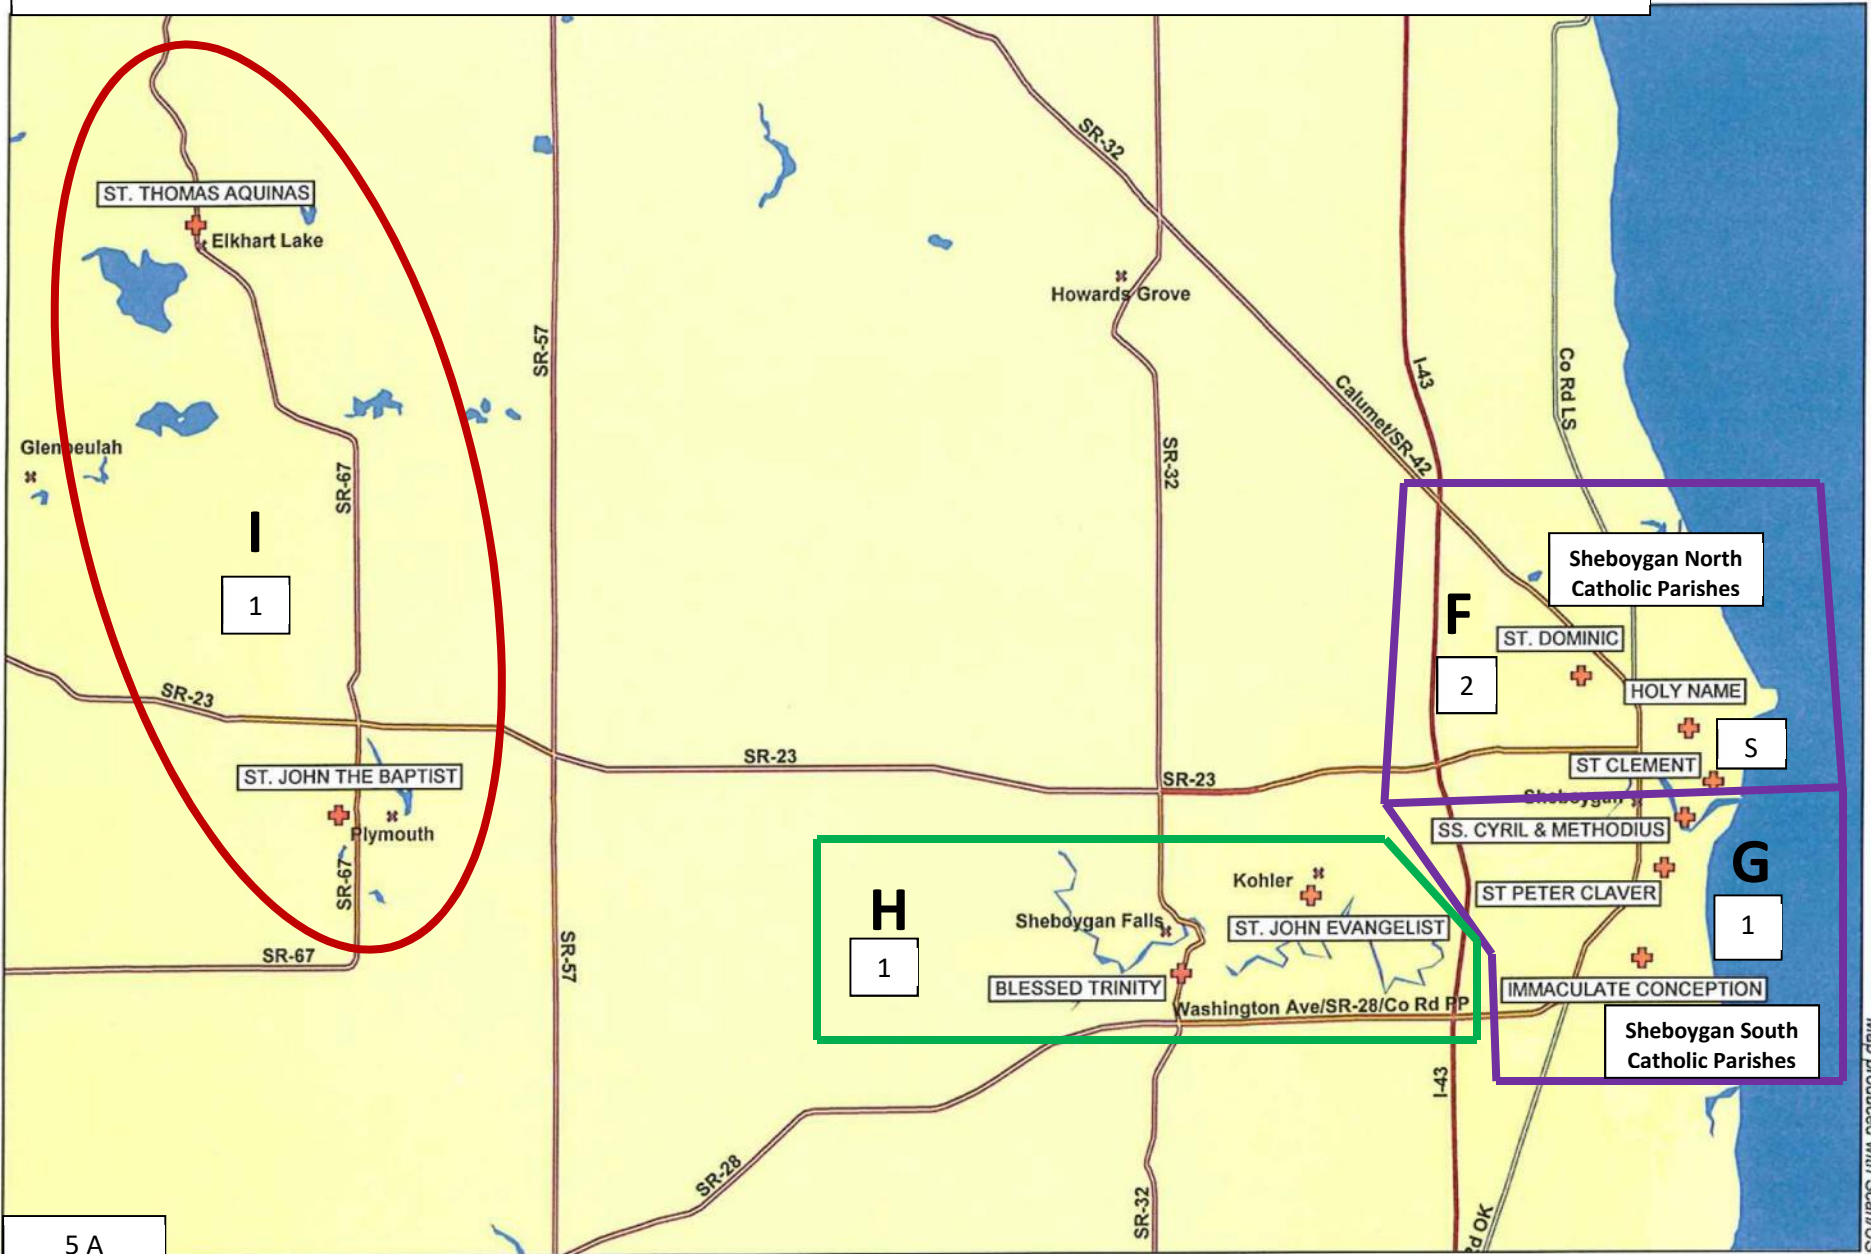 SR-32
ST. THOMAS AQUINAS
Elkhart Lake
Howards Grove
SR-57
I-43
Co Rd LS
Calumet/SR-42
Glenbeulah
SR-67
SR-32
I
1
Sheboygan North
Catholic Parishes
F
2
ST. DOMINIC
HOLY NAME
S
SR-23
SR-23
SR-23
ST CLEMENT
ST. JOHN THE BAPTIST
Plymouth
SR-67
Sheboygan
SS. CYRIL & METHODIUS
G
1
ST PETER CLAVER
H
1
Kohler
Sheboygan Falls
ST. JOHN EVANGELIST
BLESSED TRINITY
IMMACULATE CONCEPTION
Washington Ave/SR-28/Co Rd PP
Sheboygan South
Catholic Parishes
SR-67
SR-57
I-43
SR-28
SR-32
Rd OK
5 A